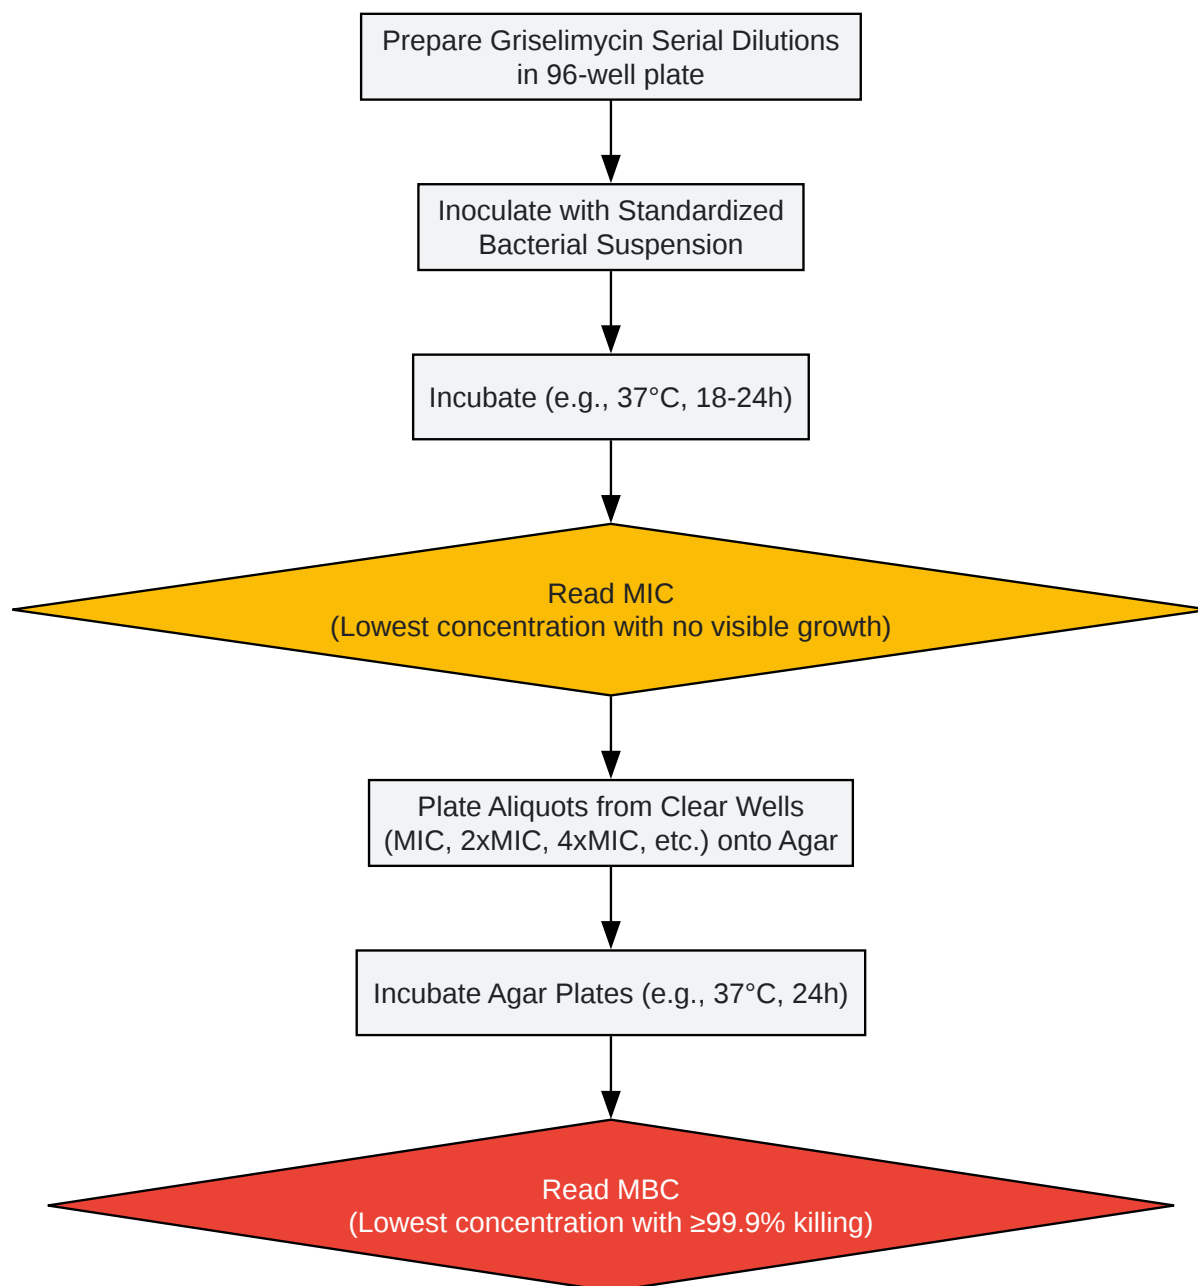 Prepare Griselimycin Serial Dilutions
in 96-well plate
Inoculate with Standardized
Bacterial Suspension
Incubate (e.g., 37°C, 18-24h)
Read MIC
(Lowest concentration with no visible growth)
Plate Aliquots from Clear Wells
(MIC, 2xMIC, 4xMIC, etc.) onto Agar
Incubate Agar Plates (e.g., 37°C, 24h)
Read MBC
(Lowest concentration with ≥99.9% killing)